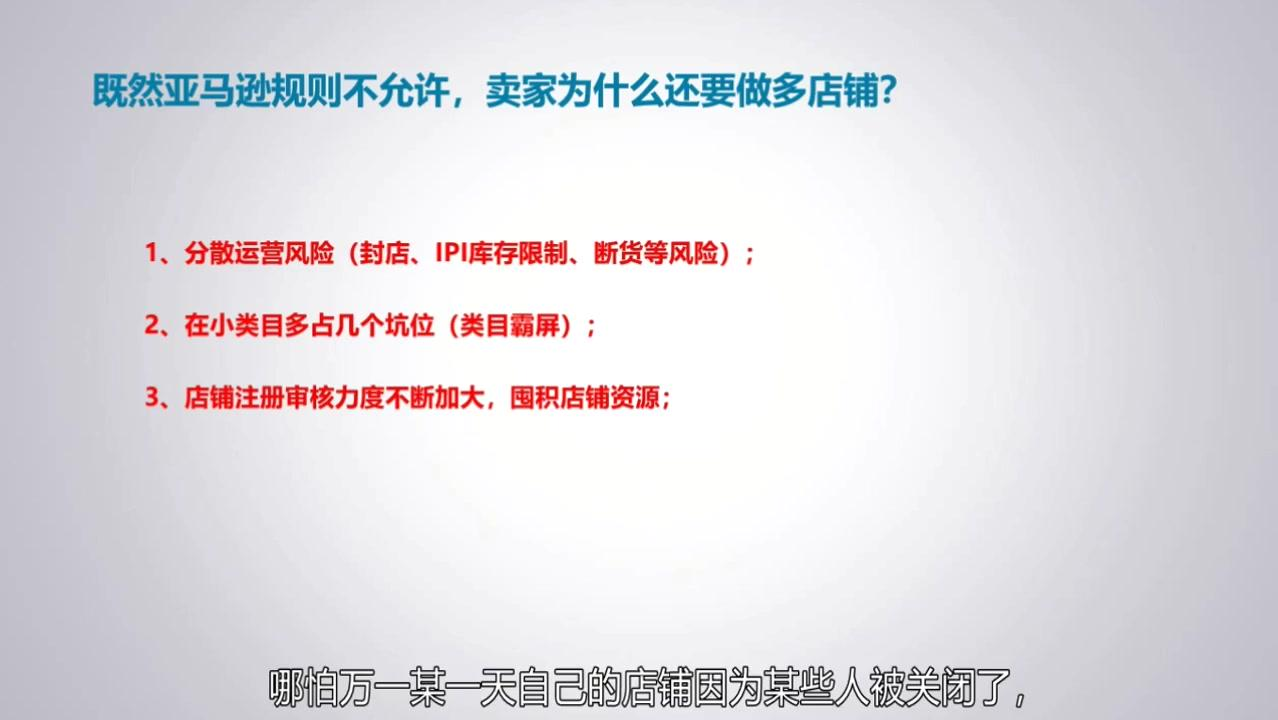 既然亚马逊规则不允许，卖家为什么还要做多店铺？
1、分散运营风险（封店、IPI库存限制、断货等风险）；
2、在小类目多占几个坑位（类目霸屏）；
3、店铺注册审核力度不断加大，囤积店铺资源；
哪怕万一某一天自己的店铺因为某些人被关闭了，